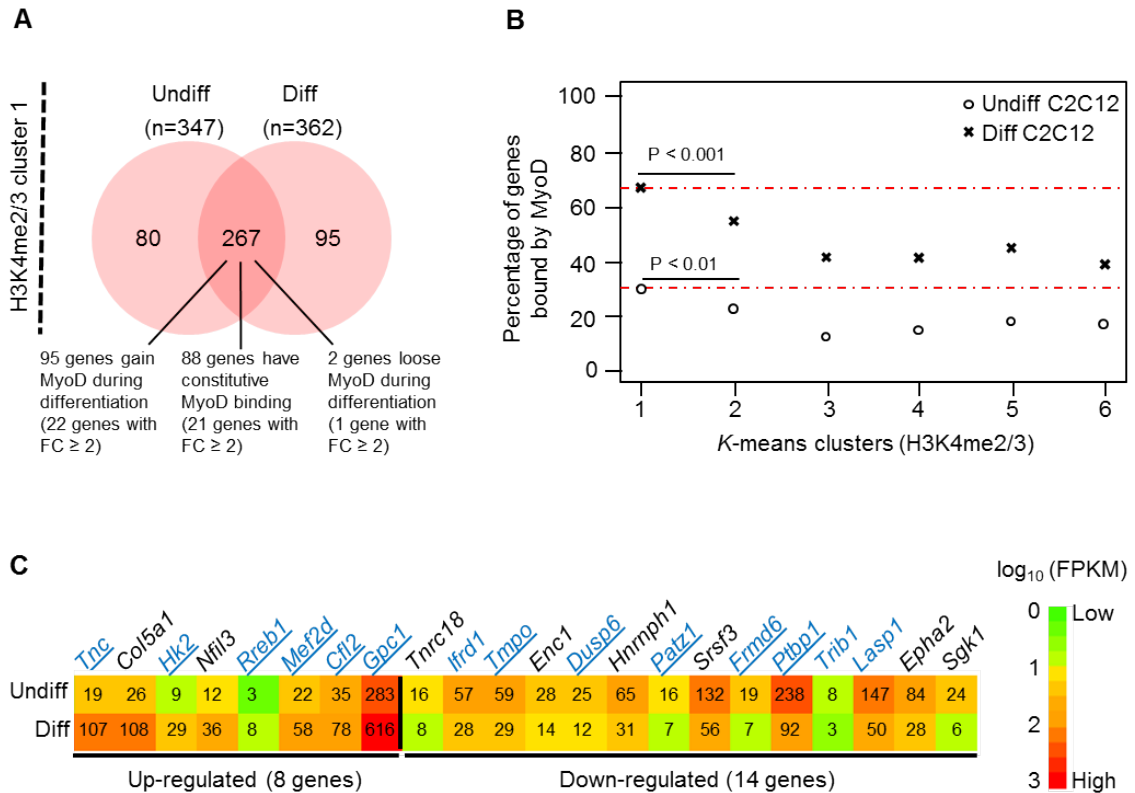 A
H3K4me2/3 cluster 1
Undiff
(n=347)
Diff
(n=362)
80
267
95
95 genes gain
MyoD during
differentiation
(22 genes with
FC ≥ 2)
88 genes have
constitutive
MyoD binding
(21 genes with
FC ≥ 2)
2 genes loose
MyoD during
differentiation
(1 gene with
FC ≥ 2)
B
Percentage of genes
bound by MyoD
100
80
60
40
20
0
Undiff C2C12
Diff C2C12
P < 0.001
P < 0.01
1 2 3 4 5 6
K-means clusters (H3K4me2/3)
C
Tnc Col5a1 Hk2 Nfil3 Rreb1 Mef2d Cfl2 Gpc1 Tnrc18 Ifrd1 Tmpo Enc1 Dusp6 Hnrnph1 Patz1 Srsf3 Frmd6 Ptbp1 Trib1 Lasp1 Epha2 Sgk1
Undiff 19 26 9 12 3 22 35 283 16 57 59 28 25 65 16 132 19 238 8 147 84 24
Diff 107 108 29 36 8 58 78 616 8 28 29 14 12 31 7 56 7 92 3 50 28 6
Up-regulated (8 genes)
Down-regulated (14 genes)
log10 (FPKM)
0 Low
1
2
3 High